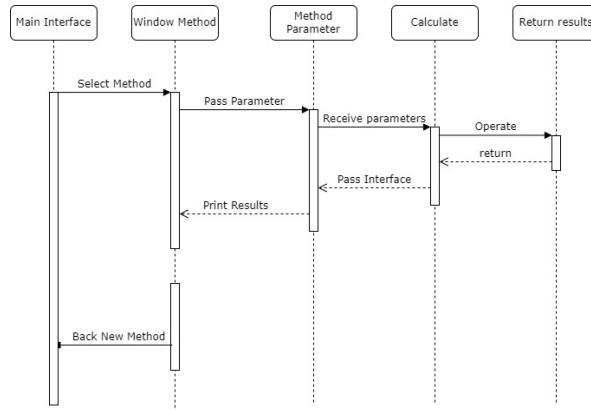 Main Interface
Window Method
Method
Parameter
Calculate
Return results
Select Method
Pass Parameter
Receive parameters
Operate
return
Pass Interface
Print Results
Back New Method